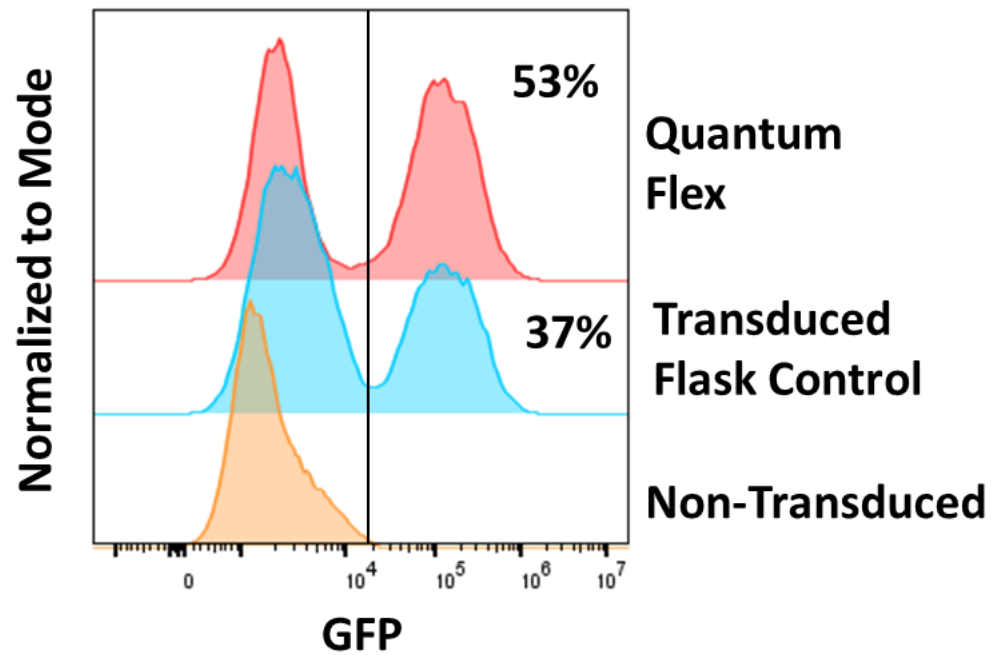 Normalized to Mode
53%
Quantum
Flex
37%
Transduced
Flask Control
Non-Transduced
0 10^4 10^5 10^6 10^7
GFP